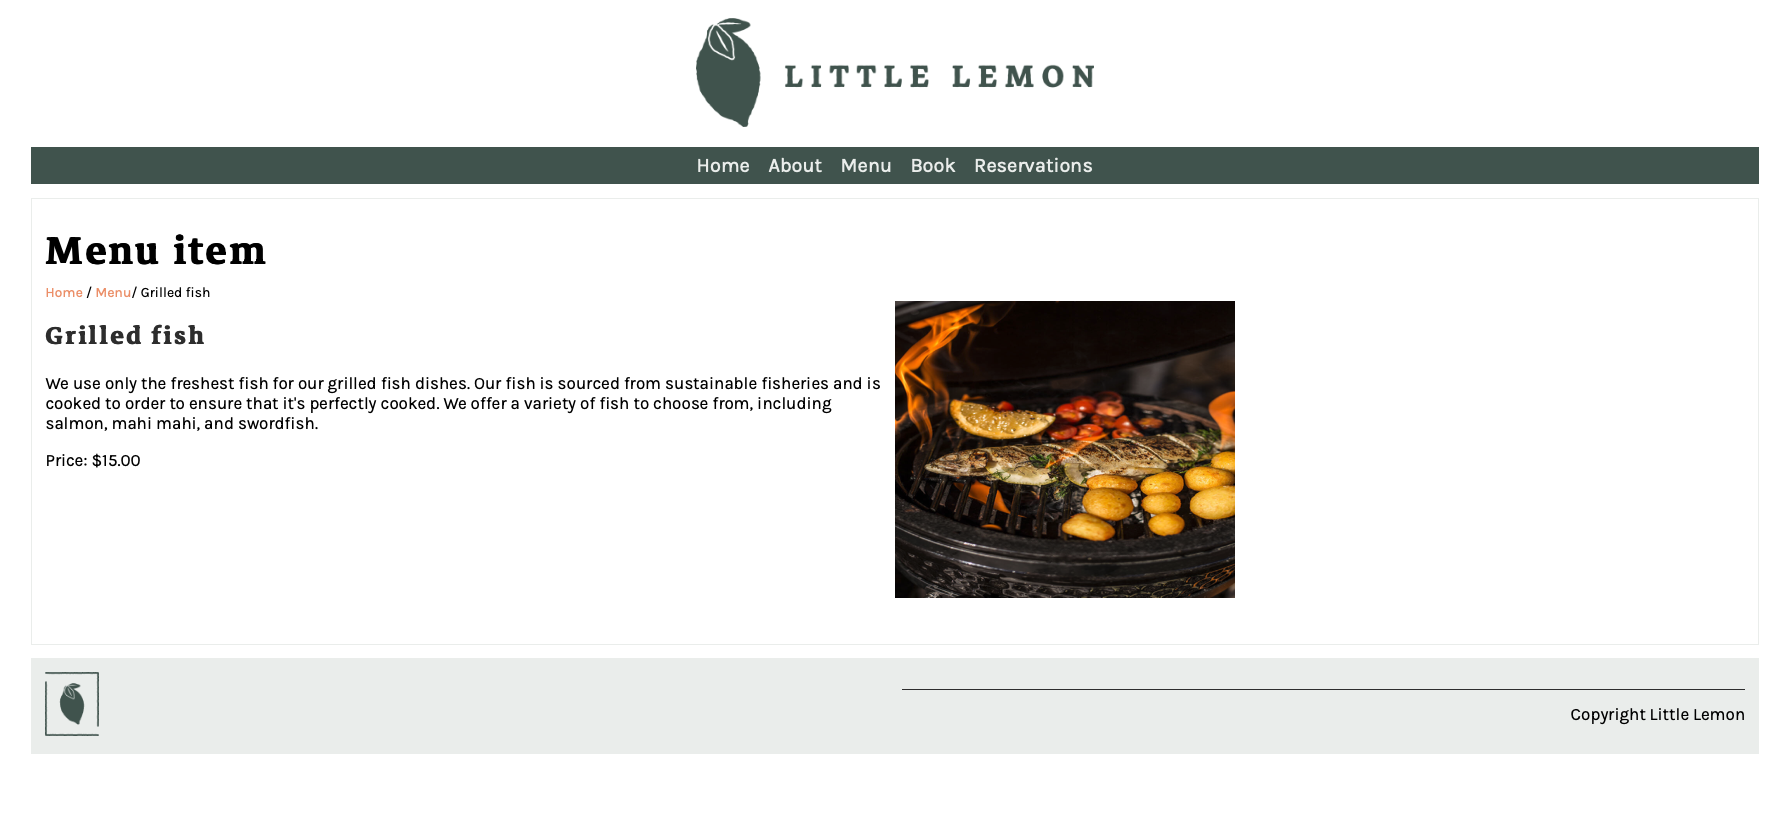 LITTLE LEMON
Home About Menu Book Reservations
Menu item
Home / Menu/ Grilled fish
Grilled fish
We use only the freshest fish for our grilled fish dishes. Our fish is sourced from sustainable fisheries and is
cooked to order to ensure that it's perfectly cooked. We offer a variety of fish to choose from, including
salmon, mahi mahi, and swordfish.
Price: $15.00
Copyright Little Lemon